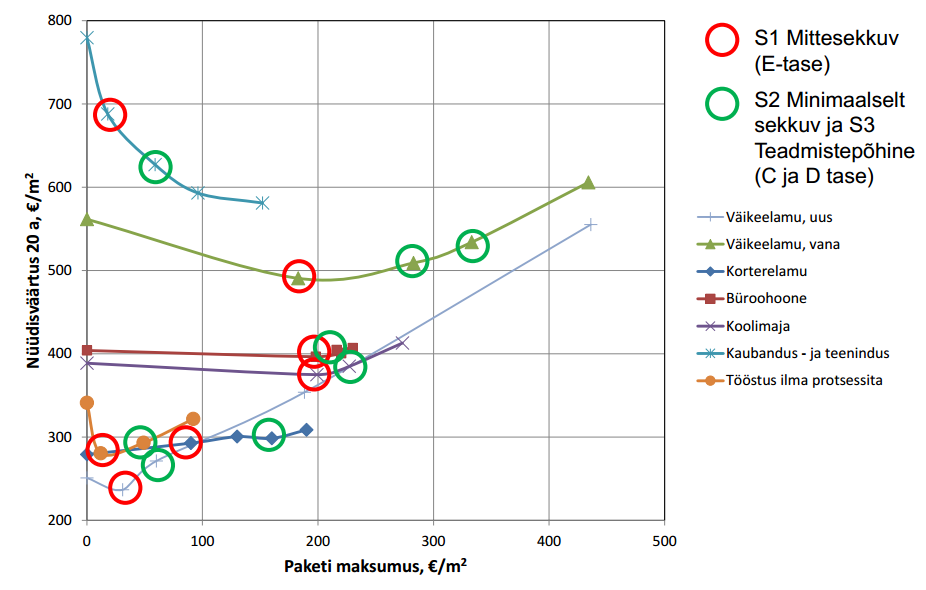 800
700
600
500
400
300
200
0
100
200
300
400
500
Nüüdisväärtus 20 a, €/m²
Paketi maksumus, €/m²
S1 Mittesekkuv
(E-tase)
S2 Minimaalselt
sekkuv ja S3
Teadmistepõhine
(C ja D tase)
Väikeelamu, uus
Väikeelamu, vana
Korterelamu
Büroohoone
Koolimaja
Kaubandus - ja teenindus
Tööstus ilma protsessita